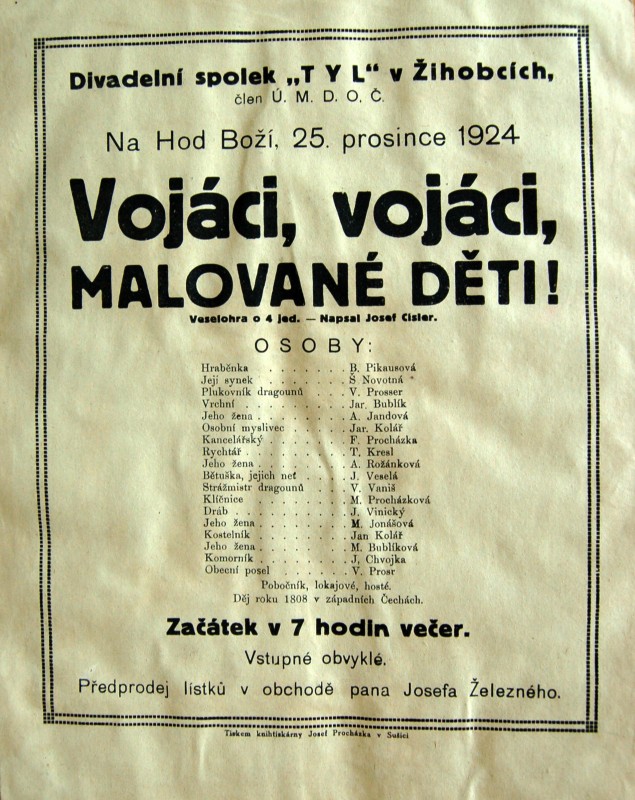 Divadelní spolek „TYL“ v Žihobcích,
člen Ú. M. D. O. Č.
Na Hod Boží, 25. prosince 1924
Vojáci, vojáci,
MALOVANÉ DĚTI!
Veselohra o 4 jed. — Napsal Josef Cisler.
OSOBY:
Hraběnka . . . . . . . B. Pikausová
Její synek . . . . . . . Š Novotná
Plukovník dragounů . . . V. Prosser
Vrchní . . . . . . . . Jar. Bublík
Jeho žena . . . . . . . A. Jandová
Osobní myslivec . . . . . Jar. Kolář
Kancelářský . . . . . . F. Procházka
Rychtář . . . . . . . . T. Kresl
Jeho žena . . . . . . . A. Rožánková
Bětuška, jejich neť . . . . J. Veselá
Strážmistr dragounů . . . V. Vaniš
Klíčnice . . . . . . . M. Procházková
Dráb . . . . . . . . . J. Vinický
Jeho žena . . . . . . . M. Jonášová
Kostelník . . . . . . . Jan Kolář
Jeho žena . . . . . . . M. Bublíková
Komorník . . . . . . . J. Chvojka
Obecní posel . . . . . . V. Prosr
Pobočník, lokajové, hosté.
Děj roku 1808 v západních Čechách.
Začátek v 7 hodin večer.
Vstupné obvyklé.
Předprodej lístků v obchodě pana Josefa Železného.
Tiskem knihtiskárny Josef Procházka v Sušici